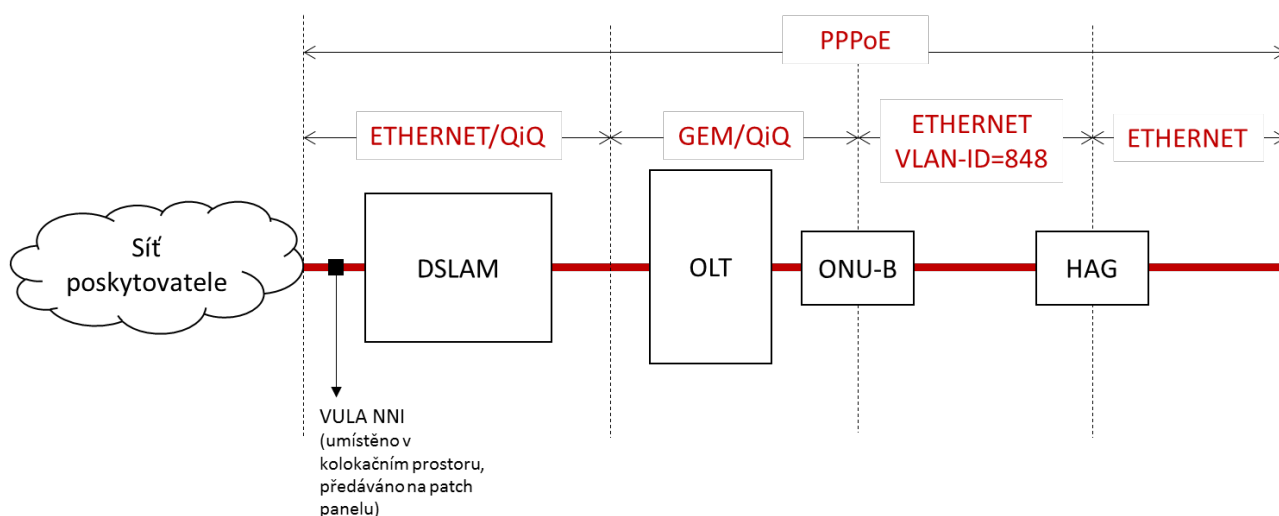 PPPoE
ETHERNET/QiQ
GEM/QiQ
ETHERNET
VLAN-ID=848
ETHERNET
Síť
poskytovatele
DSLAM
OLT
ONU-B
HAG
VULA NNI
(umístěno v
kolokačním prostoru,
předáváno na patch
panelu)